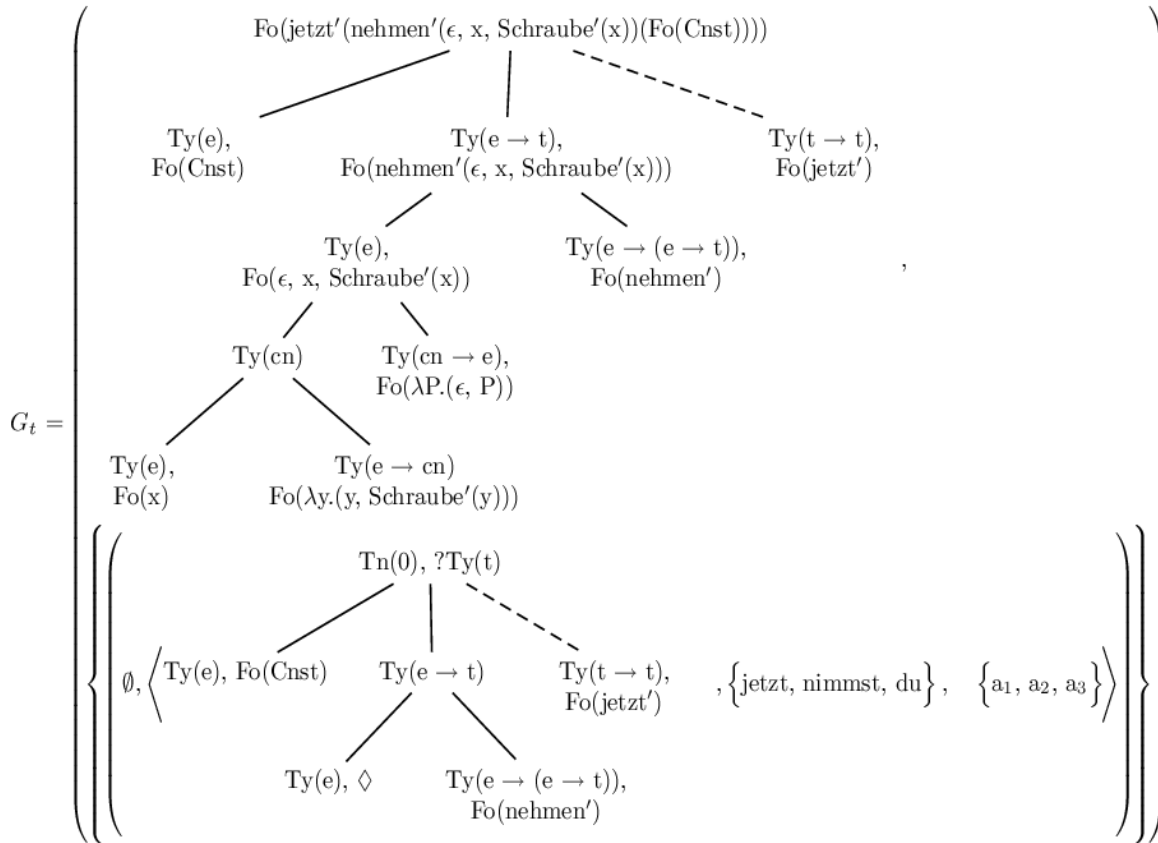 Fo(jetzt′(nehmen′(ϵ, x, Schraube′(x))(Fo(Cnst))))
Ty(e), Ty(e → t), Ty(t → t),
Fo(Cnst) Fo(nehmen′(ϵ, x, Schraube′(x))) Fo(jetzt′)
Ty(e), Ty(e → (e → t)),
Fo(ϵ, x, Schraube′(x)) Fo(nehmen′)
,
Ty(cn) Ty(cn → e),
Fo(λP.(ϵ, P))
G_t =
Ty(e), Ty(e → cn)
Fo(x) Fo(λy.(y, Schraube′(y)))
Tn(0), ?Ty(t)
∅, ⟨ Ty(e), Fo(Cnst) Ty(e → t) Ty(t → t), , {jetzt, nimmst, du} , {a₁, a₂, a₃} ⟩
Fo(jetzt′)
Ty(e), ◊ Ty(e → (e → t)),
Fo(nehmen′)